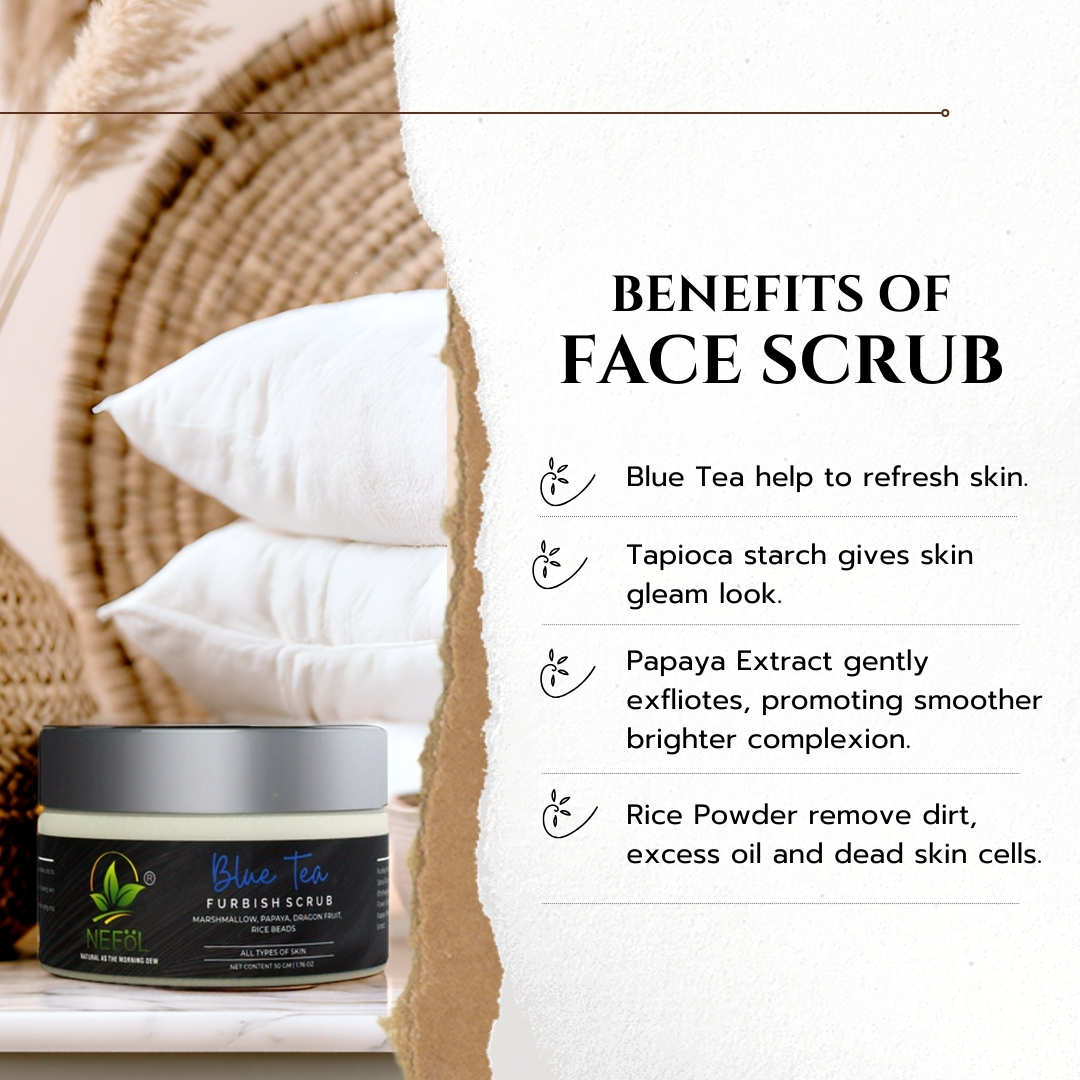 BENEFITS OF
FACE SCRUB
Blue Tea help to refresh skin.
Tapioca starch gives skin
gleam look.
Papaya Extract gently
exfliotes, promoting smoother
brighter complexion.
Rice Powder remove dirt,
excess oil and dead skin cells.
Blue Tea
FURBISH SCRUB
MARSHMALLOW, PAPAYA, DRAGON FRUIT,
RICE BEADS
ALL TYPES OF SKIN
NET CONTENT 50 GM | 1.76 OZ
®
NEFÖL
NATURAL AS THE MORNING DEW